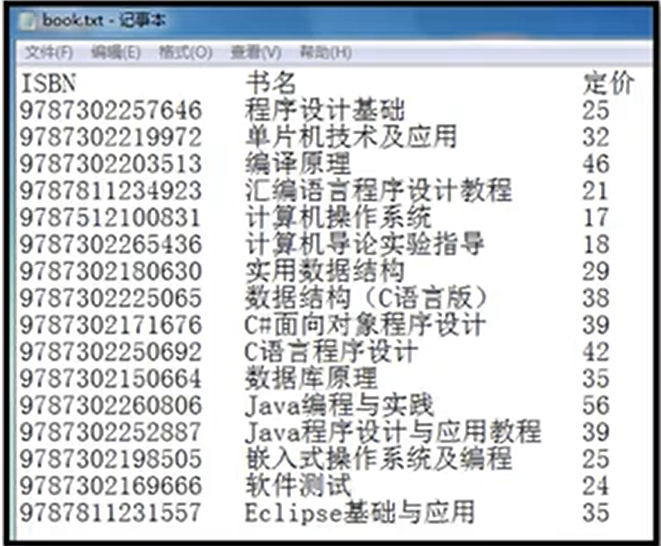 book.txt - 记事本
文件(F) 编辑(E) 格式(O) 查看(V) 帮助(H)
ISBN 书名 定价
9787302257646 程序设计基础 25
9787302219972 单片机技术及应用 32
9787302203513 编译原理 46
9787811234923 汇编语言程序设计教程 21
9787512100831 计算机操作系统 17
9787302265436 计算机导论实验指导 18
9787302180630 实用数据结构 29
9787302225065 数据结构（C语言版） 38
9787302171676 C#面向对象程序设计 39
9787302250692 C语言程序设计 42
9787302150664 数据库原理 35
9787302260806 Java编程与实践 56
9787302252887 Java程序设计与应用教程 39
9787302198505 嵌入式操作系统及编程 25
9787302169666 软件测试 24
9787811231557 Eclipse基础与应用 35